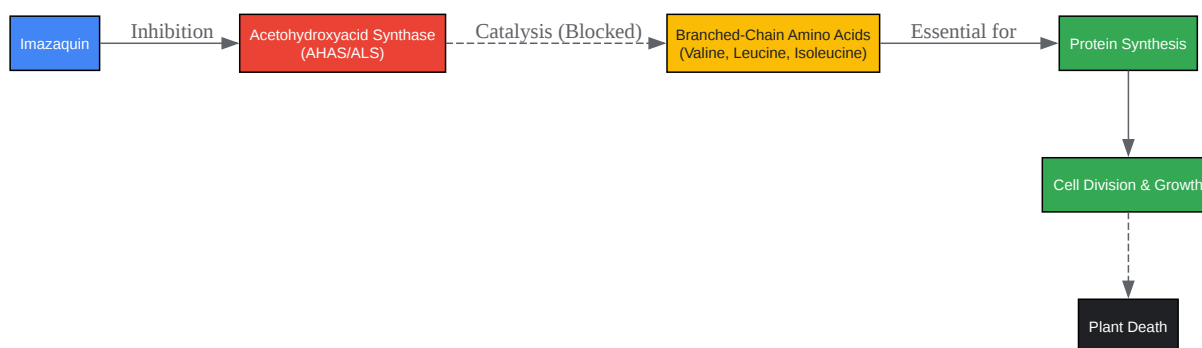 Imazaquin
Inhibition
Acetohydroxyacid Synthase
(AHAS/ALS)
Catalysis (Blocked)
Branched-Chain Amino Acids
(Valine, Leucine, Isoleucine)
Essential for
Protein Synthesis
Cell Division & Growth
Plant Death